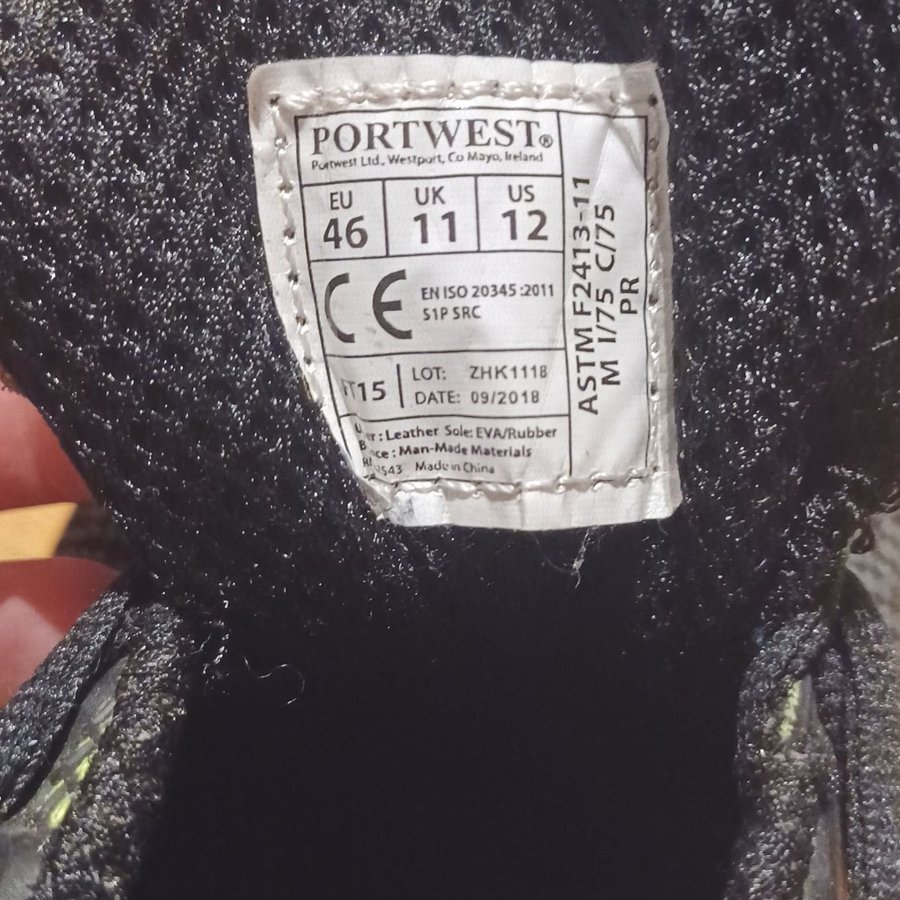 PORTWEST®
Portwest Ltd., Westport, Co Mayo, Ireland
EU UK US
46 11 12
CE EN ISO 20345:2011
S1P SRC
15 LOT: ZHK1118
DATE: 09/2018
: Leather Sole: EVA/Rubber
: Man-Made Materials
Made in China
ASTM F2413-11
M I/75 C/75
PR